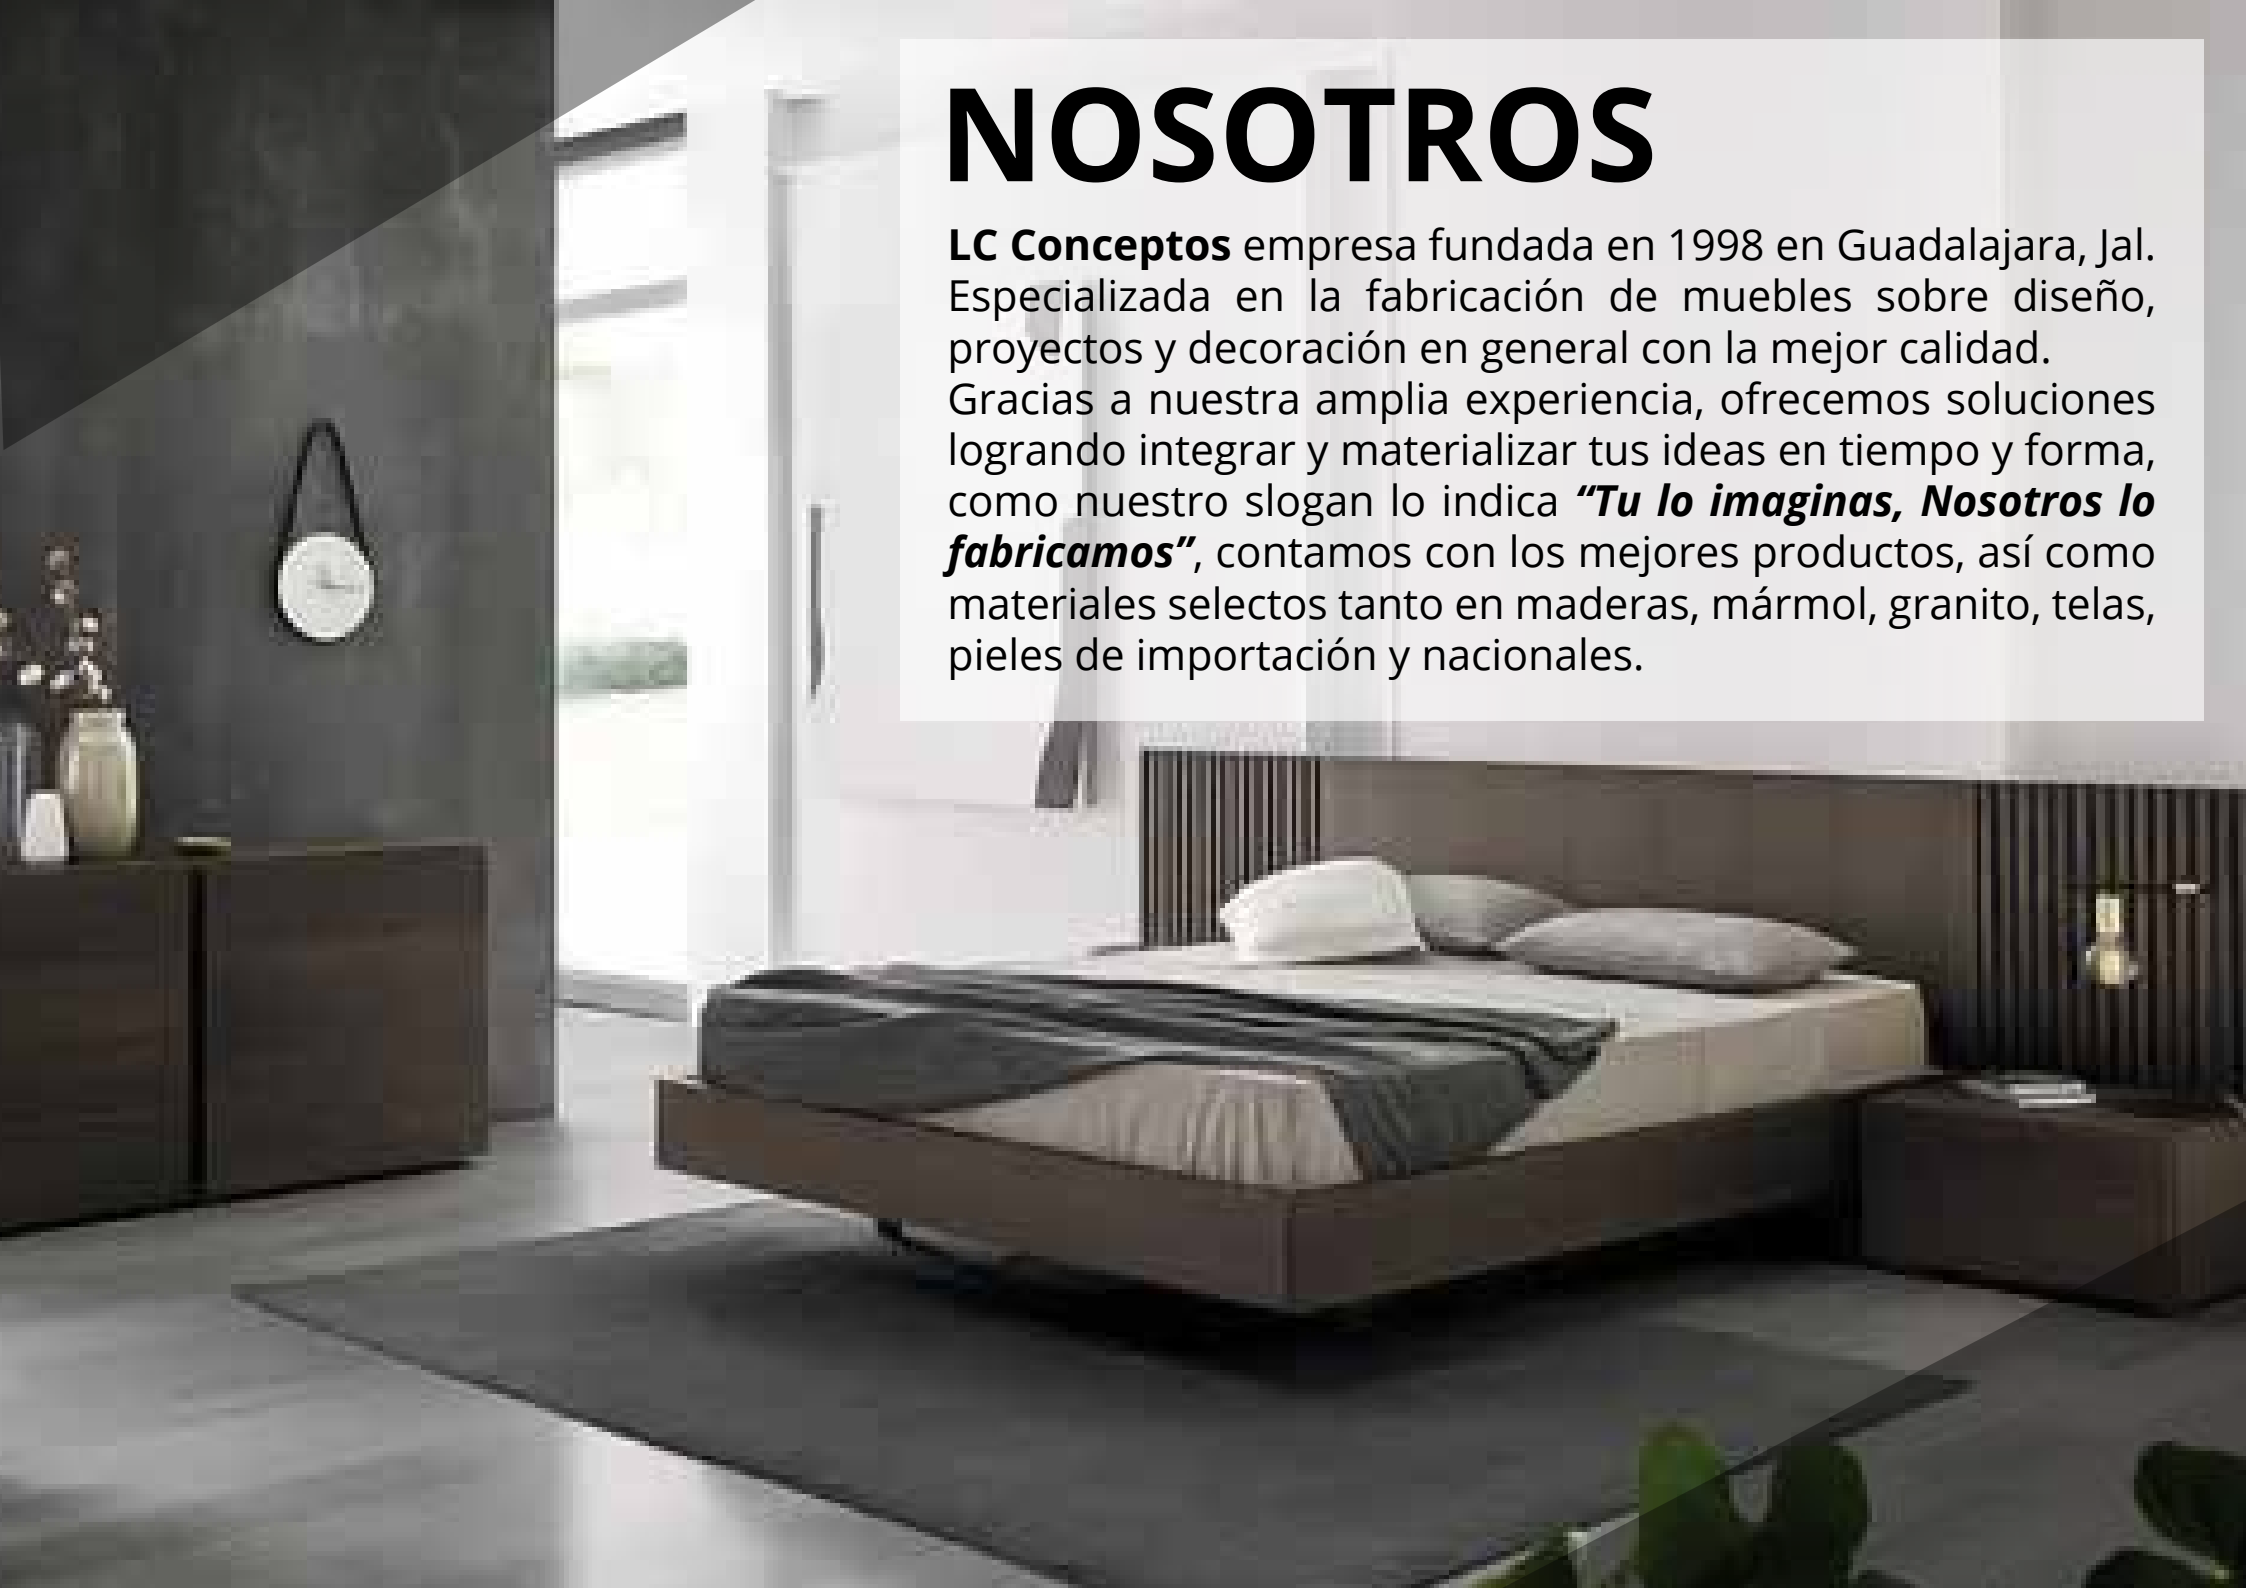 NOSOTROS
LC Conceptos empresa fundada en 1998 en Guadalajara, Jal.
Especializada en la fabricación de muebles sobre diseño,
proyectos y decoración en general con la mejor calidad.
Gracias a nuestra amplia experiencia, ofrecemos soluciones
logrando integrar y materializar tus ideas en tiempo y forma,
como nuestro slogan lo indica “Tu lo imaginas, Nosotros lo
fabricamos”, contamos con los mejores productos, así como
materiales selectos tanto en maderas, mármol, granito, telas,
pieles de importación y nacionales.